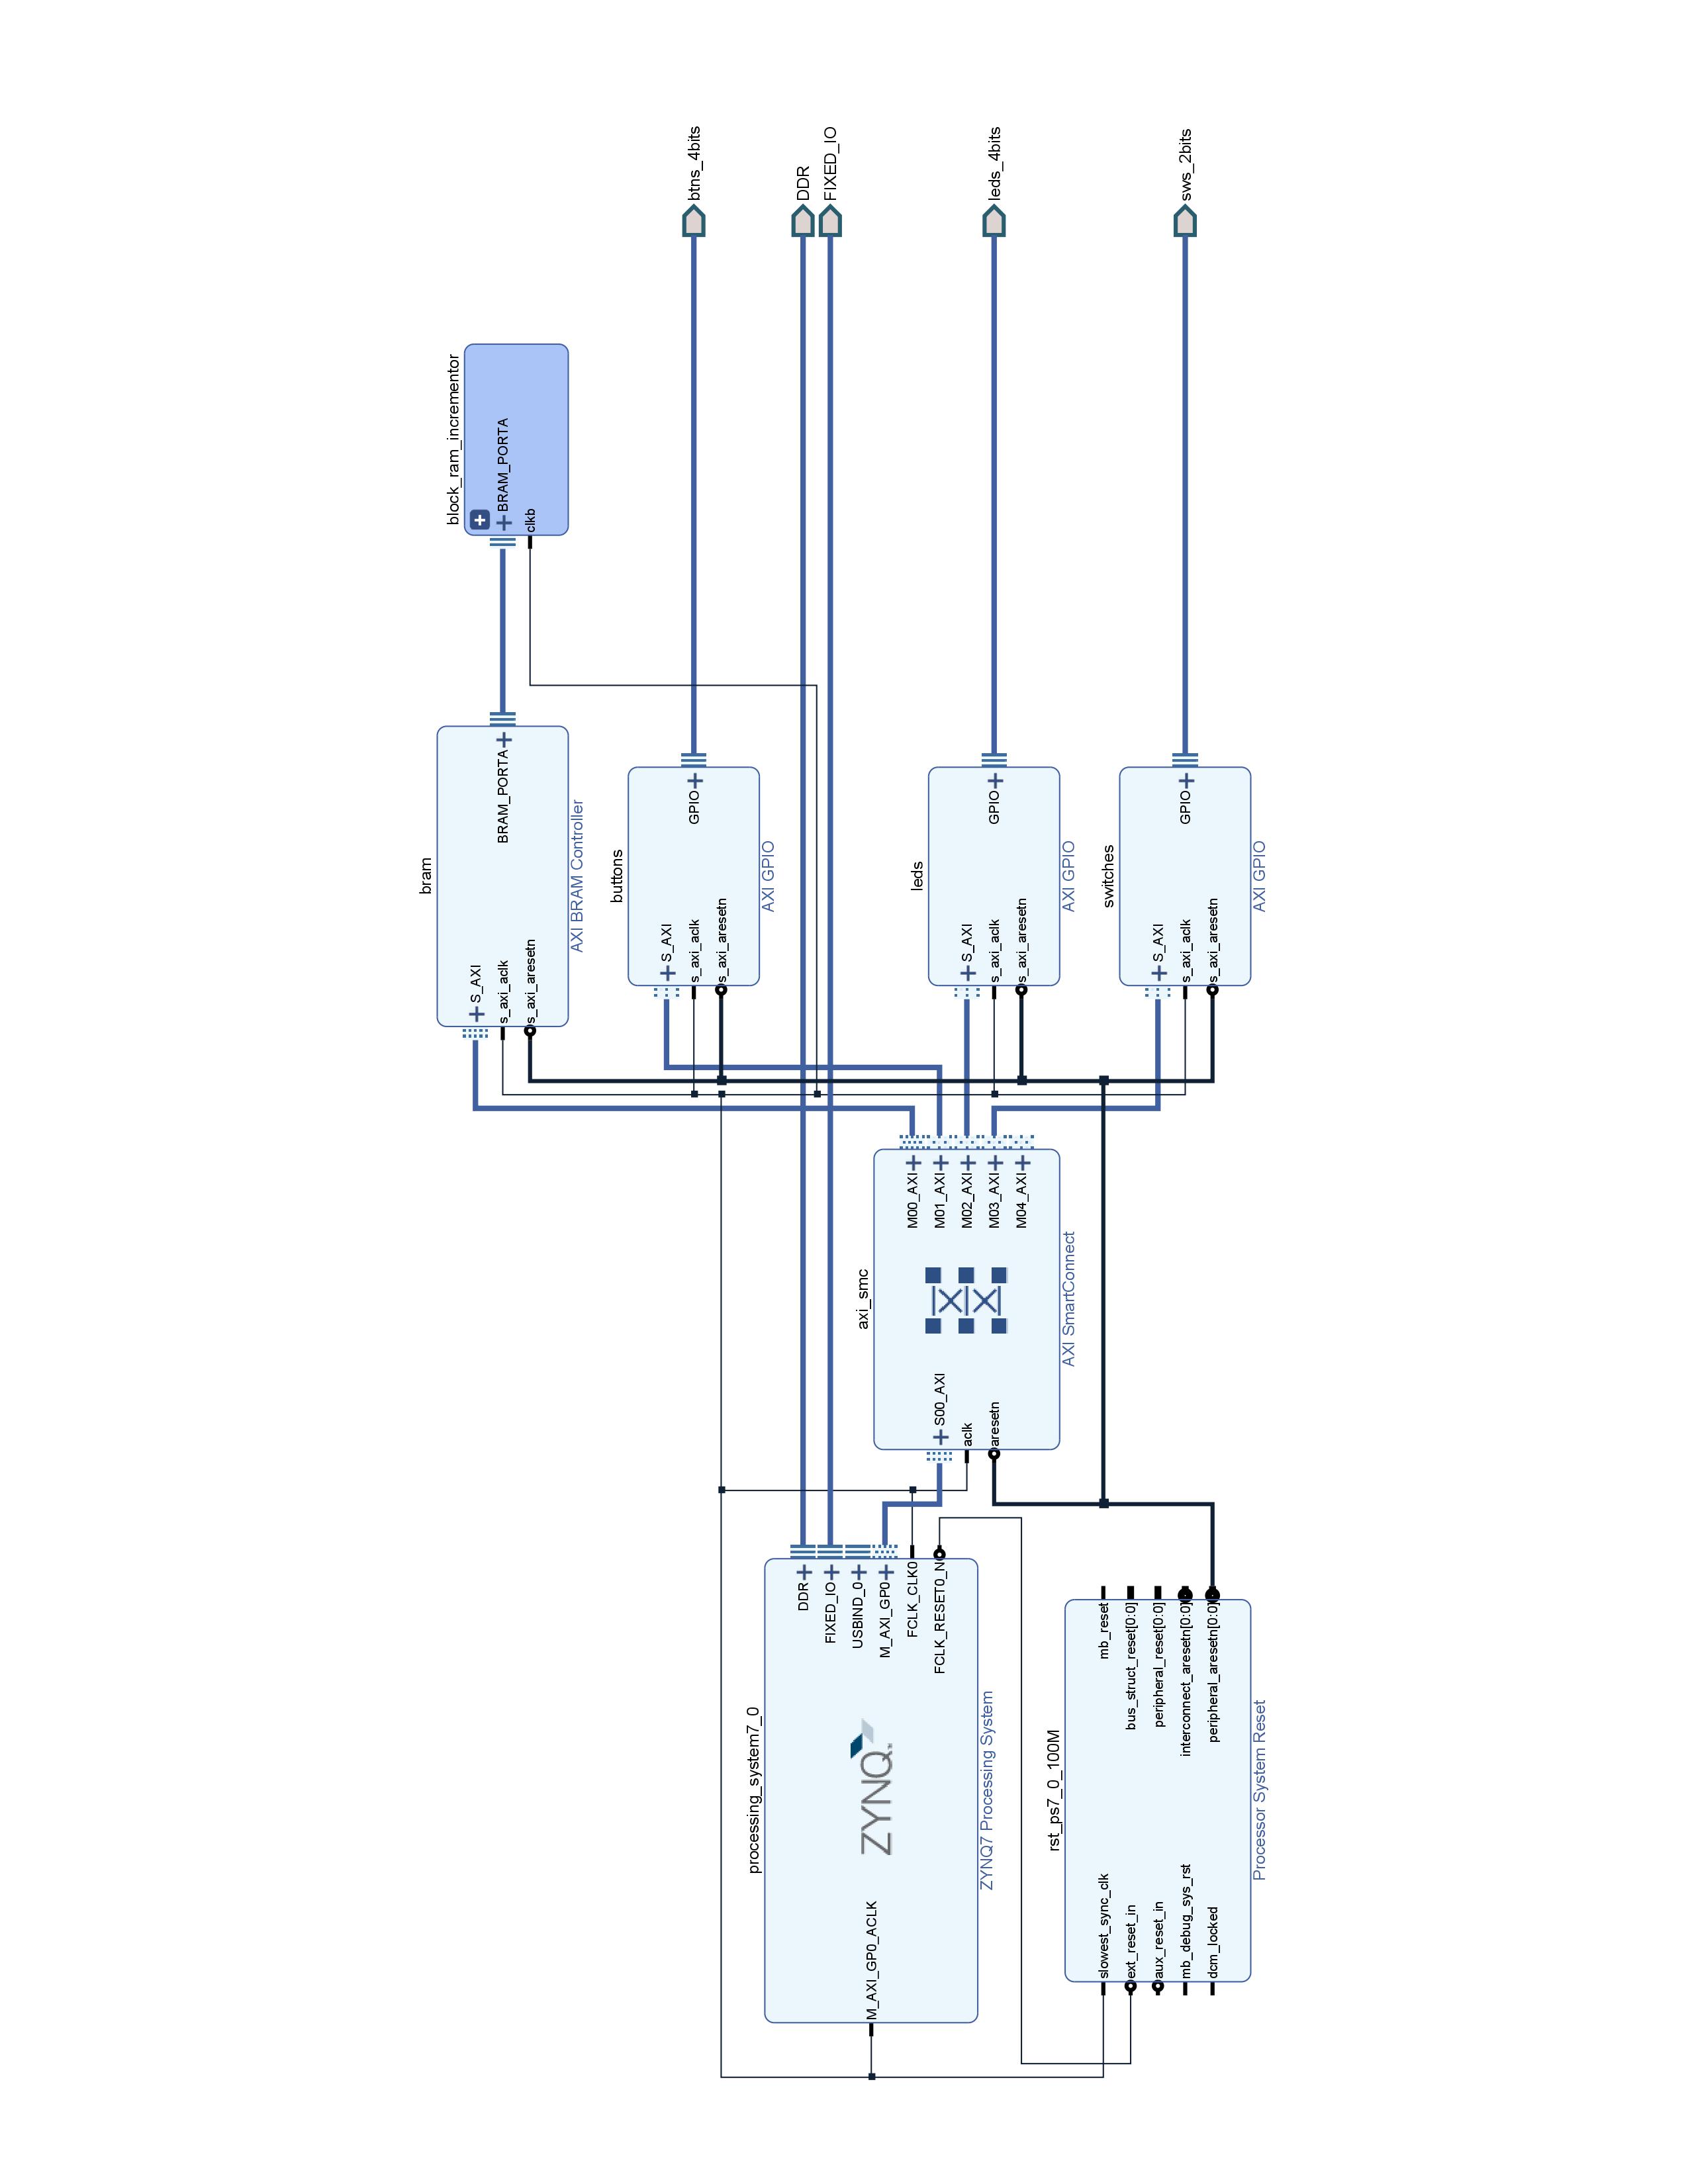 processing_system7_0
DDR
FIXED_IO
USBIND_0
M_AXI_GP0
FCLK_CLK0
FCLK_RESET0_N
M_AXI_GP0_ACLK
ZYNQ
ZYNQ7 Processing System
rst_ps7_0_100M
slowest_sync_clk
ext_reset_in
aux_reset_in
mb_debug_sys_rst
dcm_locked
mb_reset
bus_struct_reset[0:0]
peripheral_reset[0:0]
interconnect_aresetn[0:0]
peripheral_aresetn[0:0]
Processor System Reset
axi_smc
S00_AXI
aclk
aresetn
M00_AXI
M01_AXI
M02_AXI
M03_AXI
M04_AXI
AXI SmartConnect
bram
S_AXI
s_axi_aclk
s_axi_aresetn
BRAM_PORTA
AXI BRAM Controller
buttons
S_AXI
s_axi_aclk
s_axi_aresetn
GPIO
AXI GPIO
leds
S_AXI
s_axi_aclk
s_axi_aresetn
GPIO
AXI GPIO
switches
S_AXI
s_axi_aclk
s_axi_aresetn
GPIO
AXI GPIO
block_ram_incrementor
BRAM_PORTA
clkb
btns_4bits
DDR
FIXED_IO
leds_4bits
sws_2bits